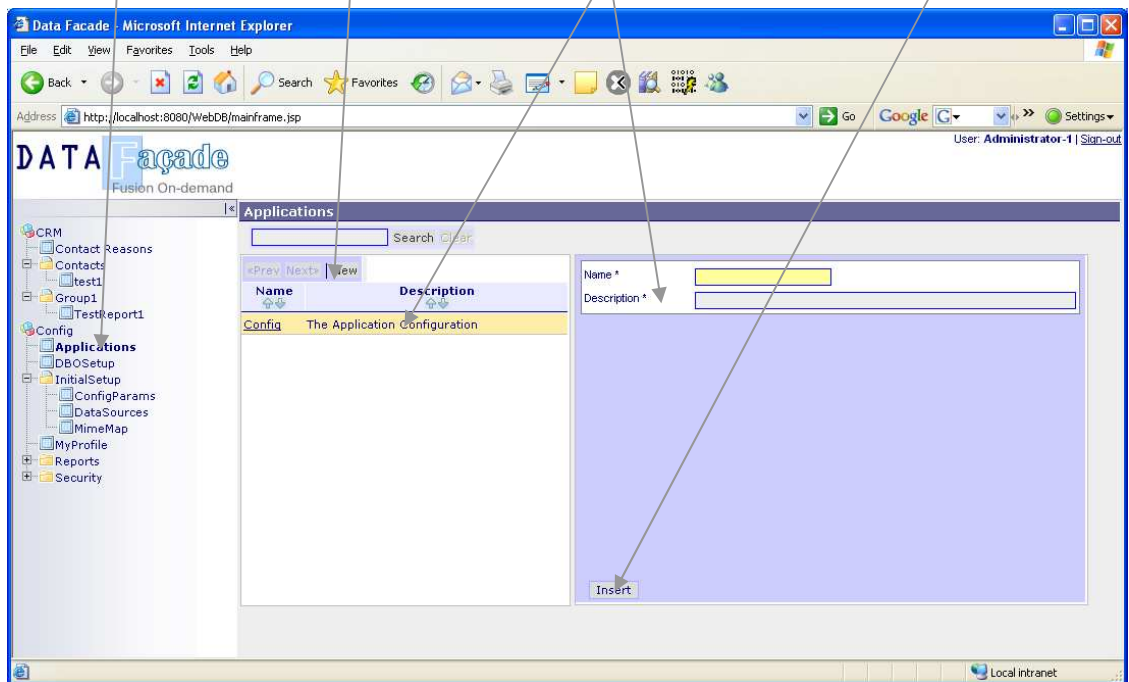 Data Facade - Microsoft Internet Explorer
File Edit View Favorites Tools Help
Back Search Favorites
Address http://localhost:8080/WebDB/mainframe.jsp Go Google G Settings
DATA Façade
Fusion On-demand
User: Administrator-1 | Sign-out
Applications
Search Clear
CRM
Contact Reasons
Contacts
test1
Group1
TestReport1
Config
Applications
DBOSetup
InitialSetup
ConfigParams
DataSources
MimeMap
MyProfile
Reports
Security
«Prev Next» New
Name Description
Config The Application Configuration
Name *
Description *
Insert
Local intranet